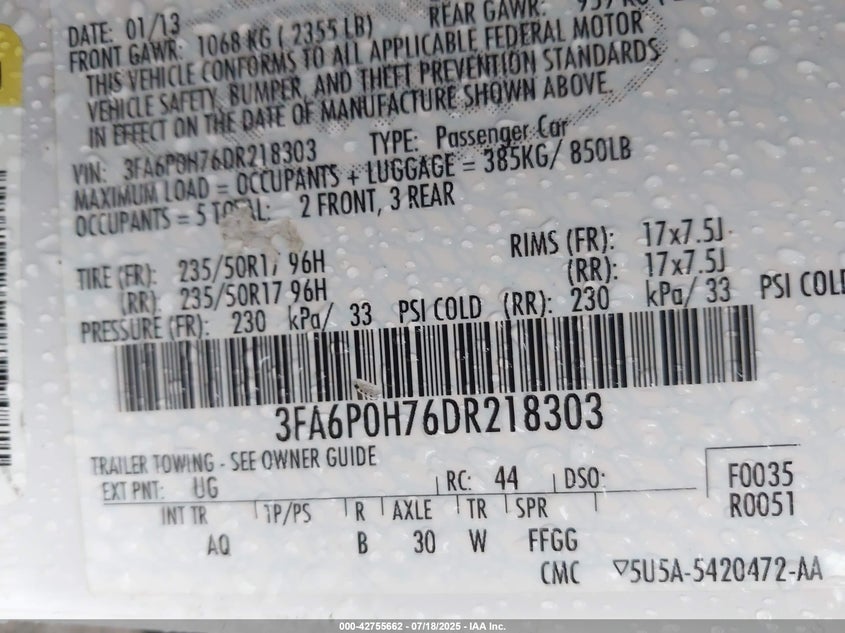 DATE: 01/13
REAR GAWR:
FRONT GAWR: 1068 KG ( 2355 LB)
THIS VEHICLE CONFORMS TO ALL APPLICABLE FEDERAL MOTOR
VEHICLE SAFETY, BUMPER, AND THEFT PREVENTION STANDARDS
IN EFFECT ON THE DATE OF MANUFACTURE SHOWN ABOVE.
VIN: 3FA6P0H76DR218303 TYPE: Passenger Car
MAXIMUM LOAD = OCCUPANTS + LUGGAGE = 385KG/ 850LB
OCCUPANTS = 5 TOTAL: 2 FRONT, 3 REAR
TIRE (FR): 235/50R17 96H RIMS (FR): 17x7.5J
(RR): 235/50R17 96H (RR): 17x7.5J
PRESSURE (FR): 230 kPa/ 33 PSI COLD (RR): 230 kPa/ 33 PSI COLD
3FA6P0H76DR218303
TRAILER TOWING - SEE OWNER GUIDE
EXT PNT: UG RC: 44 DSO:
F0035
R0051
INT TR TP/PS R AXLE TR SPR
AQ B 30 W FFGG
CMC ▽5U5A-5420472-AA
000-42755662 - 07/18/2025 - IAA Inc.